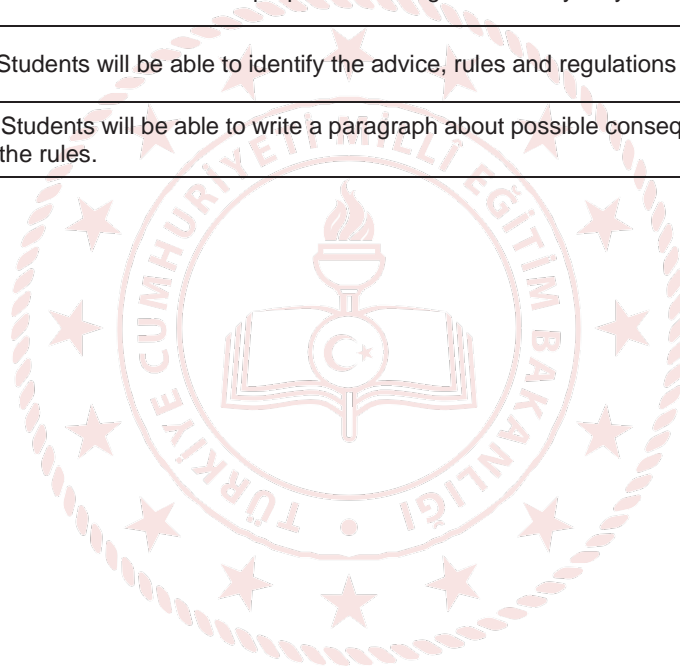 Students will be able to identify the advice, rules and regulations
Students will be able to write a paragraph about possible conseq
the rules.
TÜRKİYE CUMHURİYETİ MİLLÎ EĞİTİM BAKANLIĞI